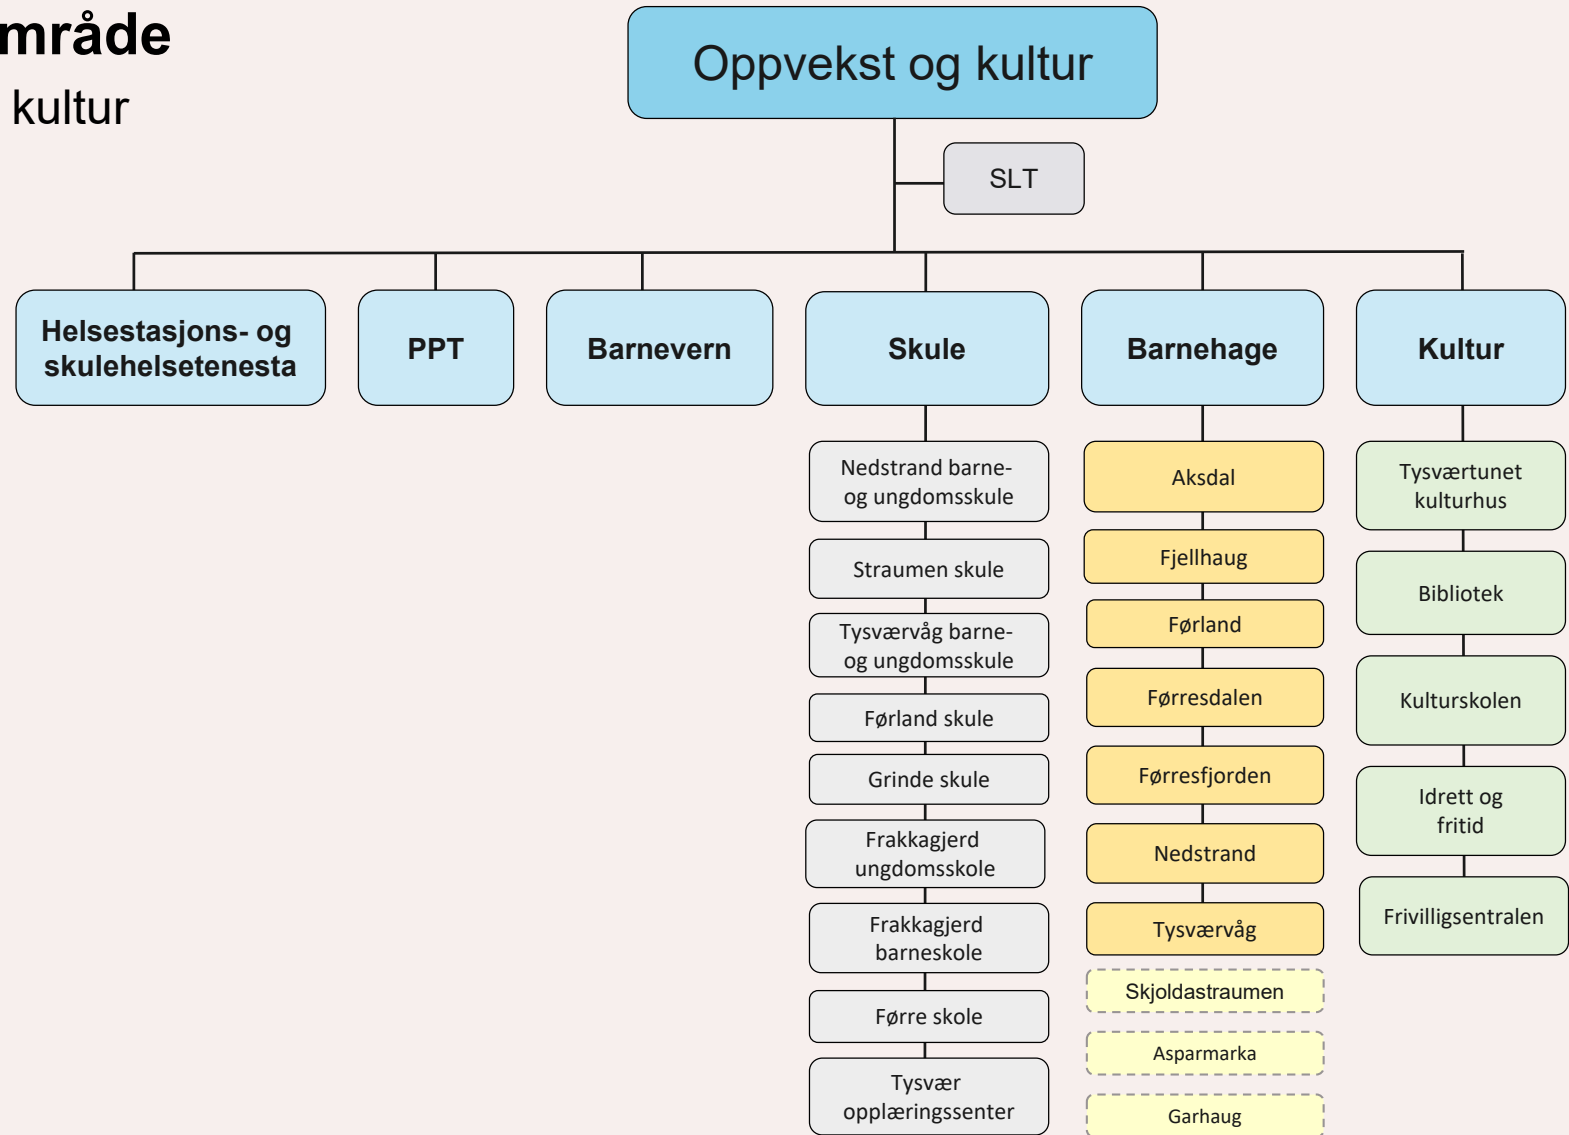 mråde
kultur
Oppvekst og kultur
SLT
Helsestasjons- og
skulehelsetenesta
PPT
Barnevern
Skule
Barnehage
Kultur
Nedstrand barne-
og ungdomsskule
Straumen skule
Tysværvåg barne-
og ungdomsskule
Førland skule
Grinde skule
Frakkagjerd
ungdomsskole
Frakkagjerd
barneskole
Førre skole
Tysvær
opplæringssenter
Aksdal
Fjellhaug
Førland
Førresdalen
Førresfjorden
Nedstrand
Tysværvåg
Skjoldastraumen
Asparmarka
Garhaug
Tysværtunet
kulturhus
Bibliotek
Kulturskolen
Idrett og
fritid
Frivilligsentralen